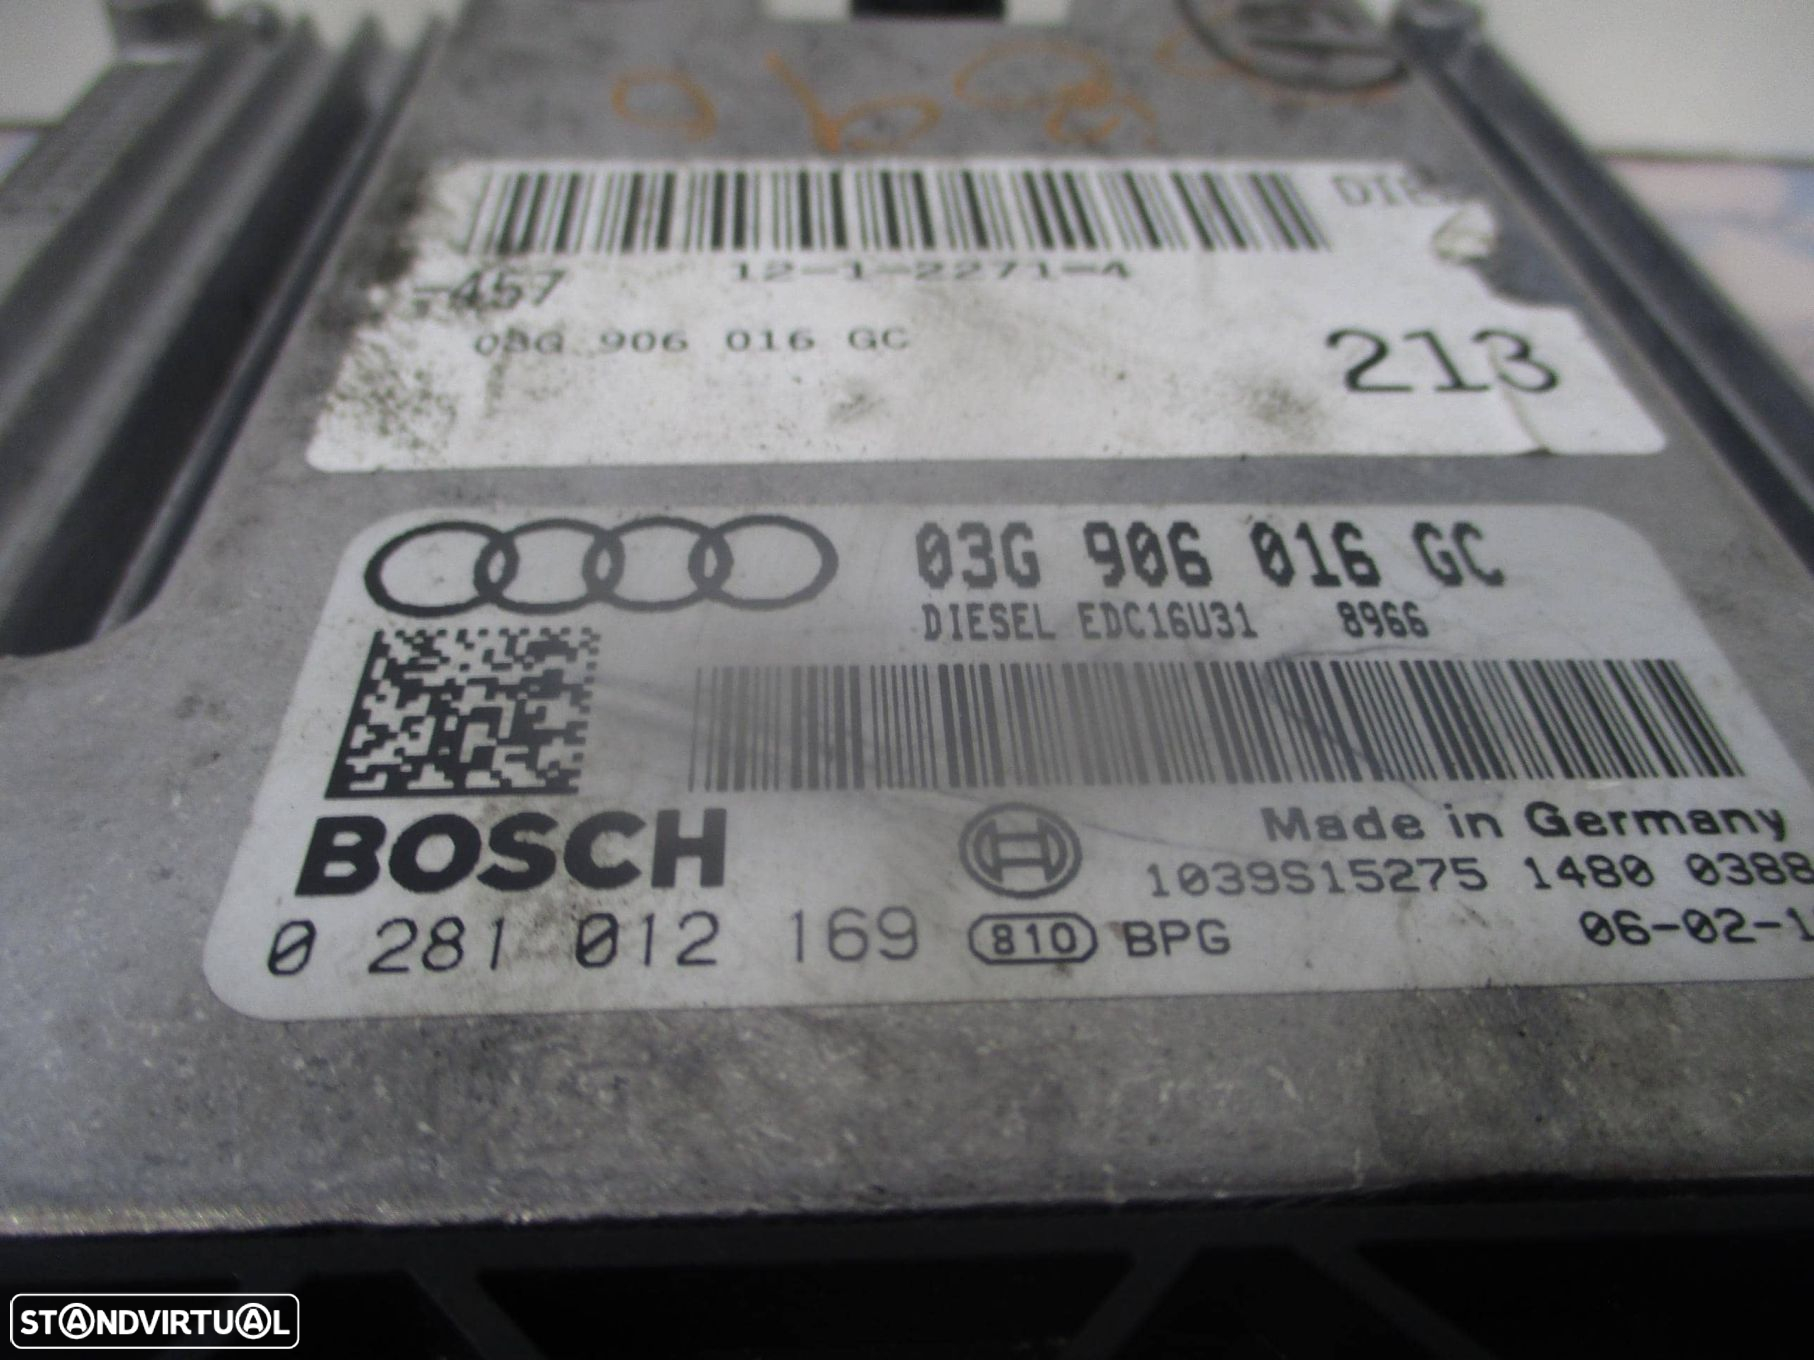 12-1-2271-4
-457
03G 906 016 GC
213
03G 906 016 GC
DIESEL EDC16U31 8966
BOSCH
Made in Germany
1039S15275 1480 0388
0 281 012 169 810 BPG
06-02-1
STANDVIRTUAL